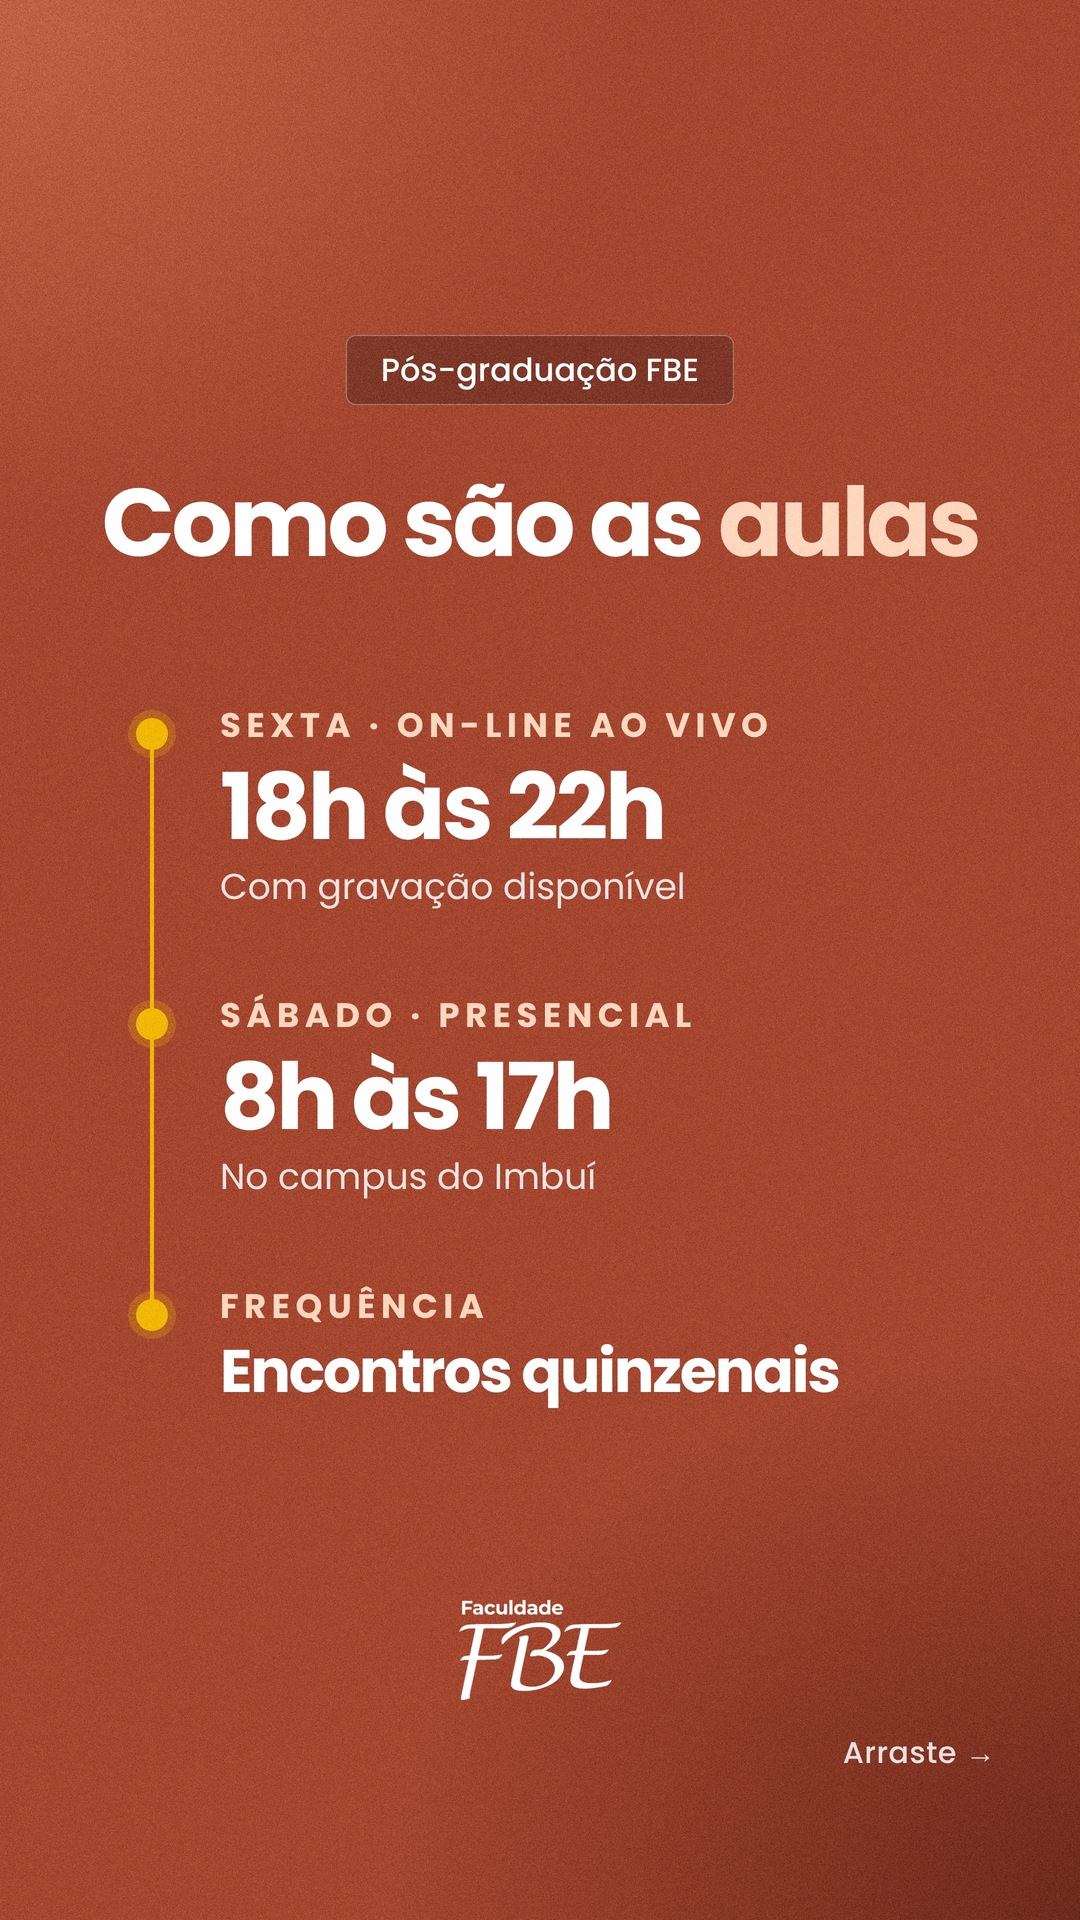 Pós-graduação FBE
Como são as aulas
SEXTA · ON-LINE AO VIVO
18h às 22h
Com gravação disponível
SÁBADO · PRESENCIAL
8h às 17h
No campus do Imbuí
FREQUÊNCIA
Encontros quinzenais
Faculdade
FBE
Arraste →